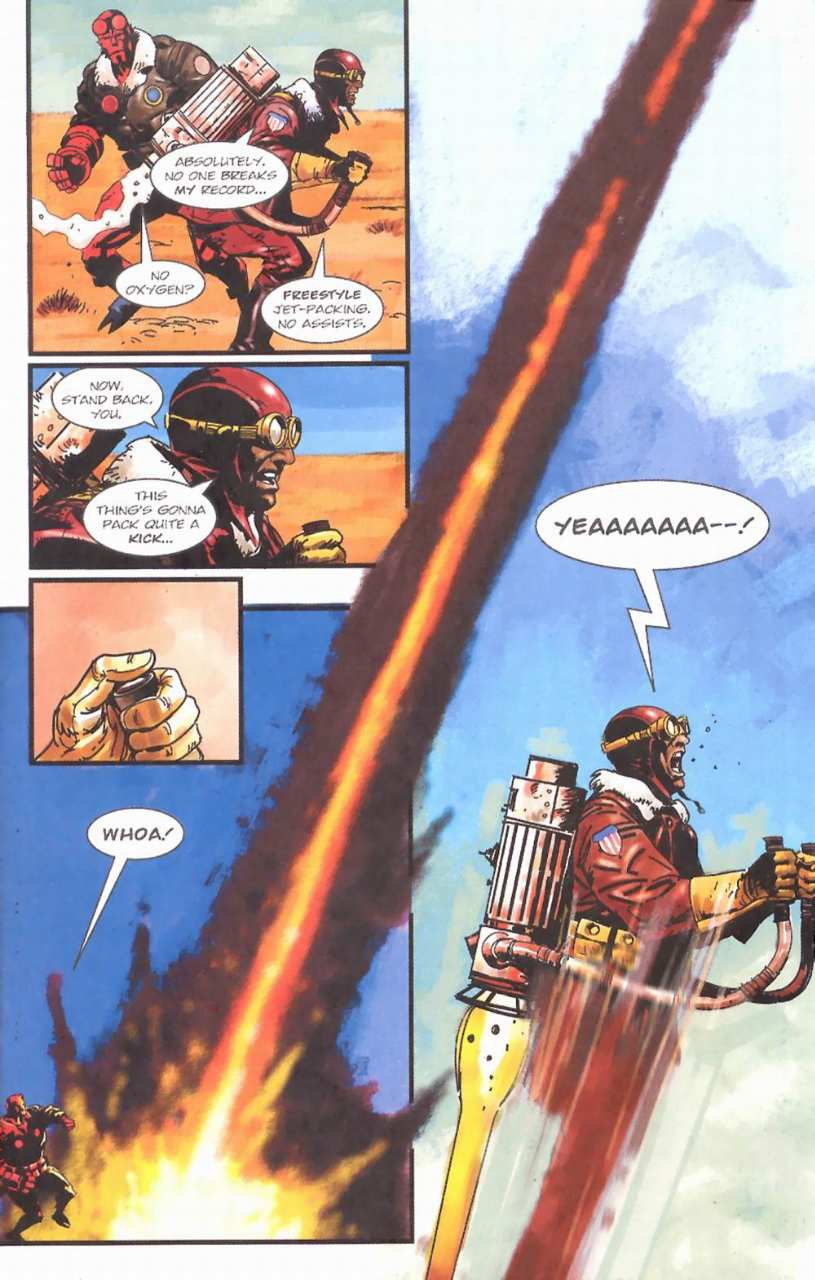 NO
OXYGEN?
ABSOLUTELY.
NO ONE BREAKS
MY RECORD...
FREESTYLE
JET-PACKING.
NO ASSISTS.
NOW,
STAND BACK,
YOU.
THIS
THING'S GONNA
PACK QUITE A
KICK...
WHOA!
YEAAAAAAA--!